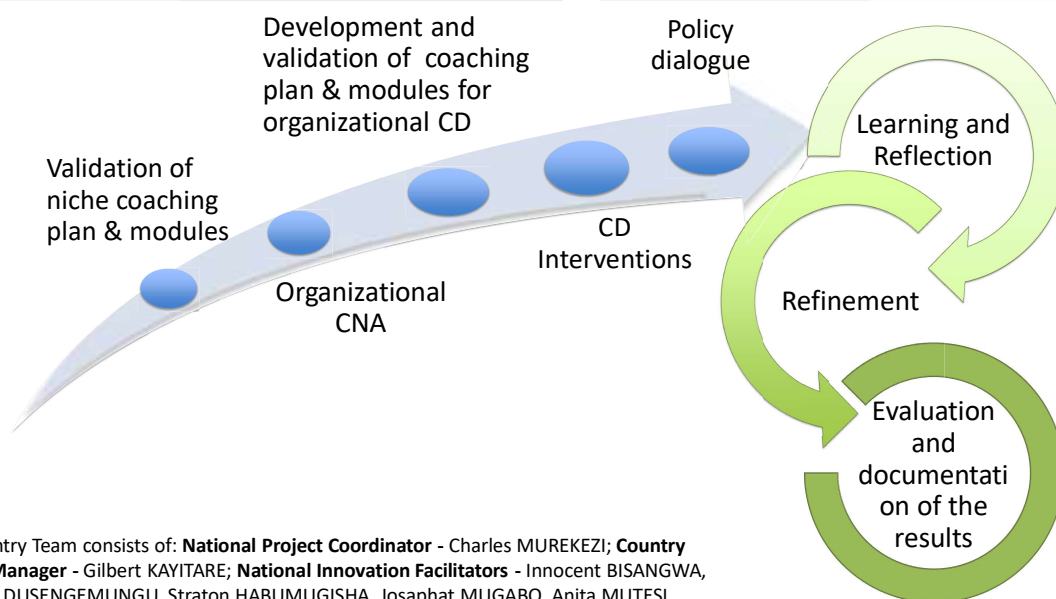 Development and
validation of coaching
plan & modules for
organizational CD
Policy
dialogue
Validation of
niche coaching
plan & modules
Learning and
Reflection
CD
Interventions
Organizational
CNA
Refinement
Evaluation
and
documentati
on of the
results
ntry Team consists of: National Project Coordinator - Charles MUREKEZI; Country
Manager - Gilbert KAYITARE; National Innovation Facilitators - Innocent BISANGWA,
DUSENGEMUNGU, Straton HABUMUGISHA, Josaphat MUGABO, Anita MUTESI